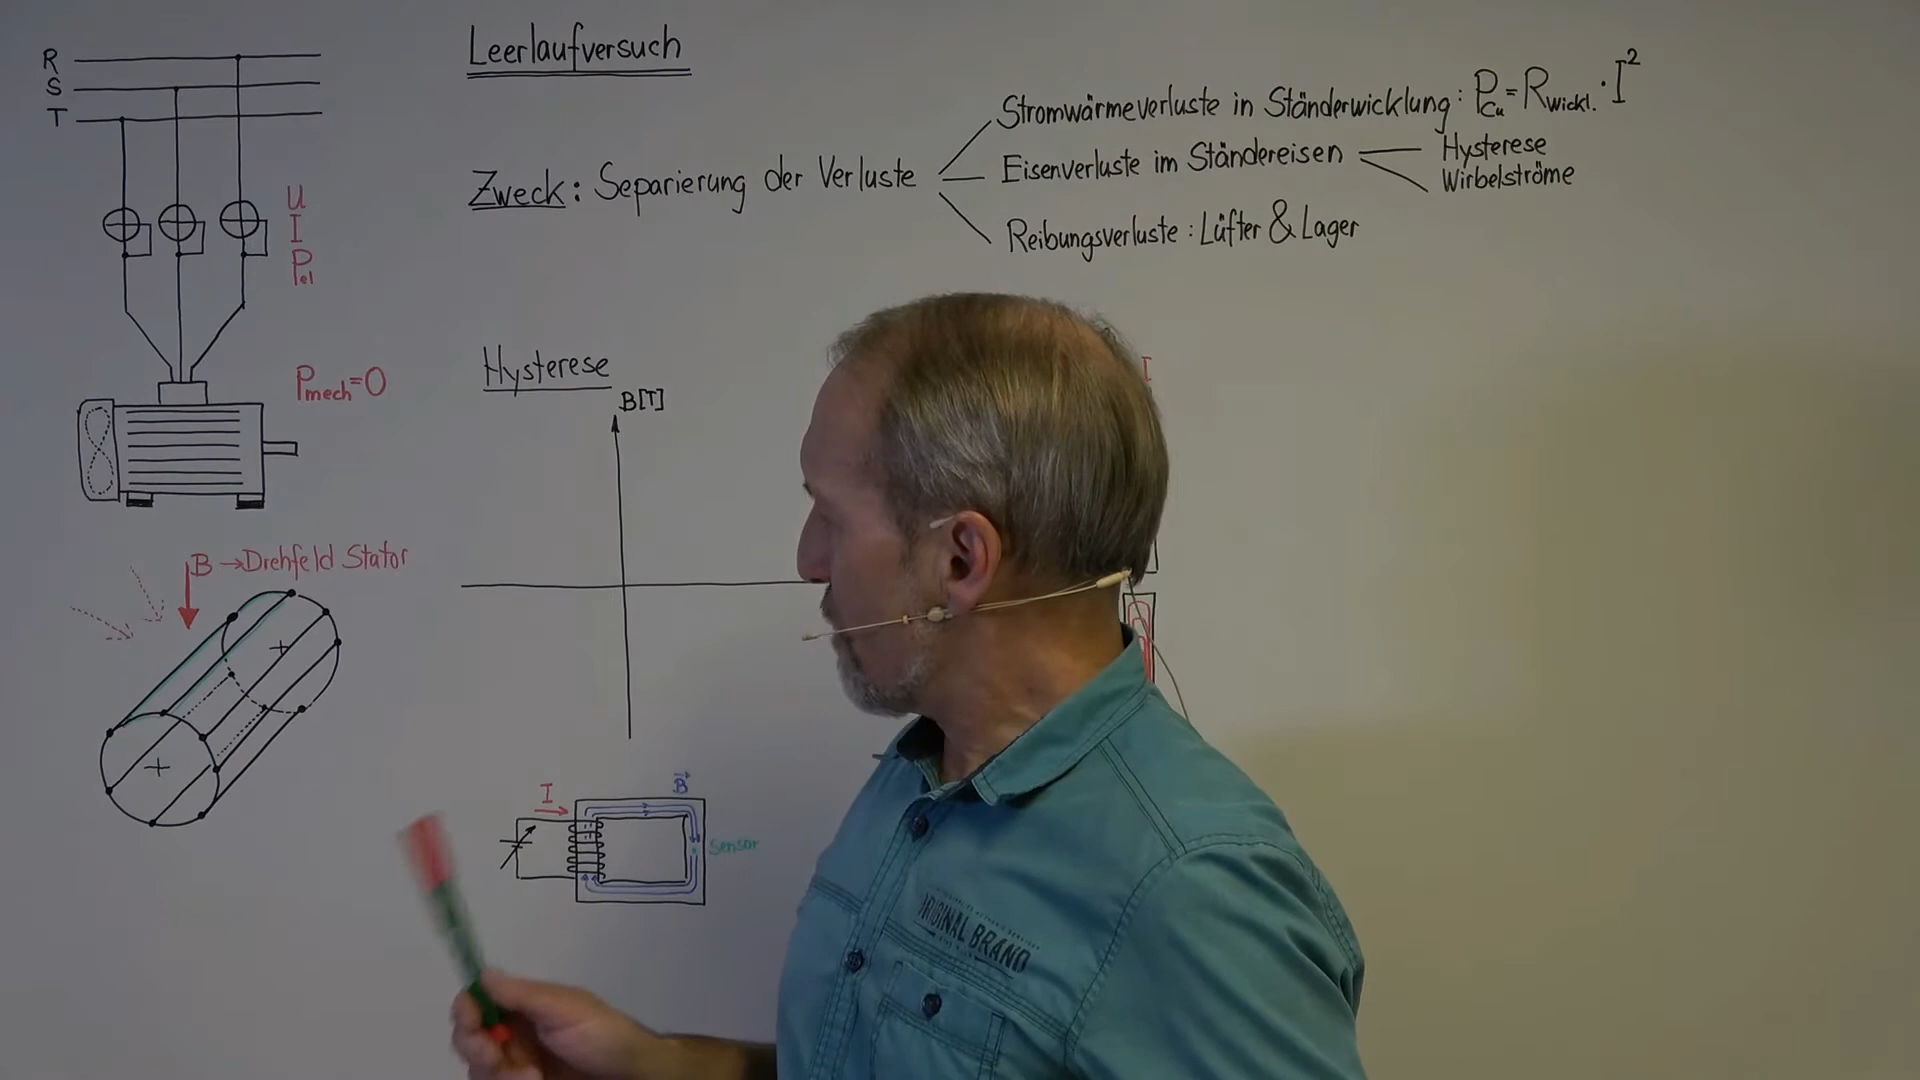 Leerlaufversuch
R
S
T
U
I
Pel
Pmech=0
Zweck: Separierung der Verluste
Stromwärmeverluste in Ständerwicklung: PCu=RWickl.·I²
Eisenverluste im Ständereisen
Hysterese
Wirbelströme
Reibungsverluste: Lüfter & Lager
Hysterese
B[T]
I
B → Drehfeld Stator
I
B
Sensor
ORIGINAL BRAND